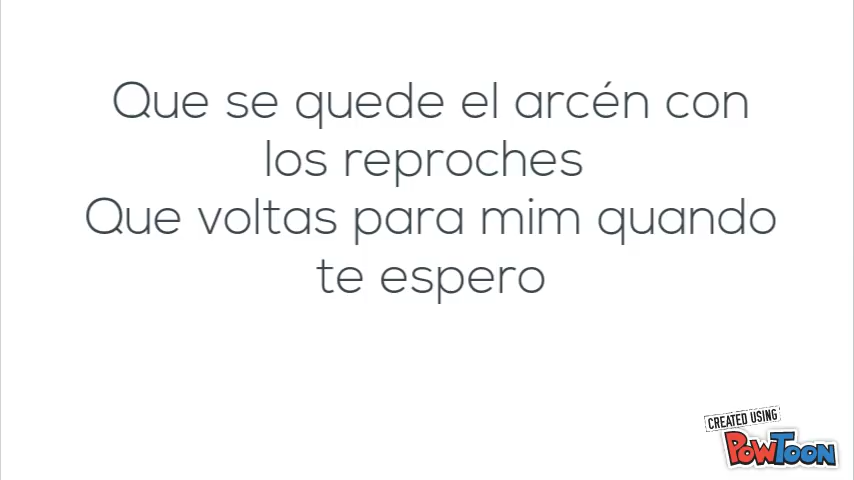 Que se quede el arcén con
los reproches
Que voltas para mim quando
te espero
CREATED USING
POWTOON